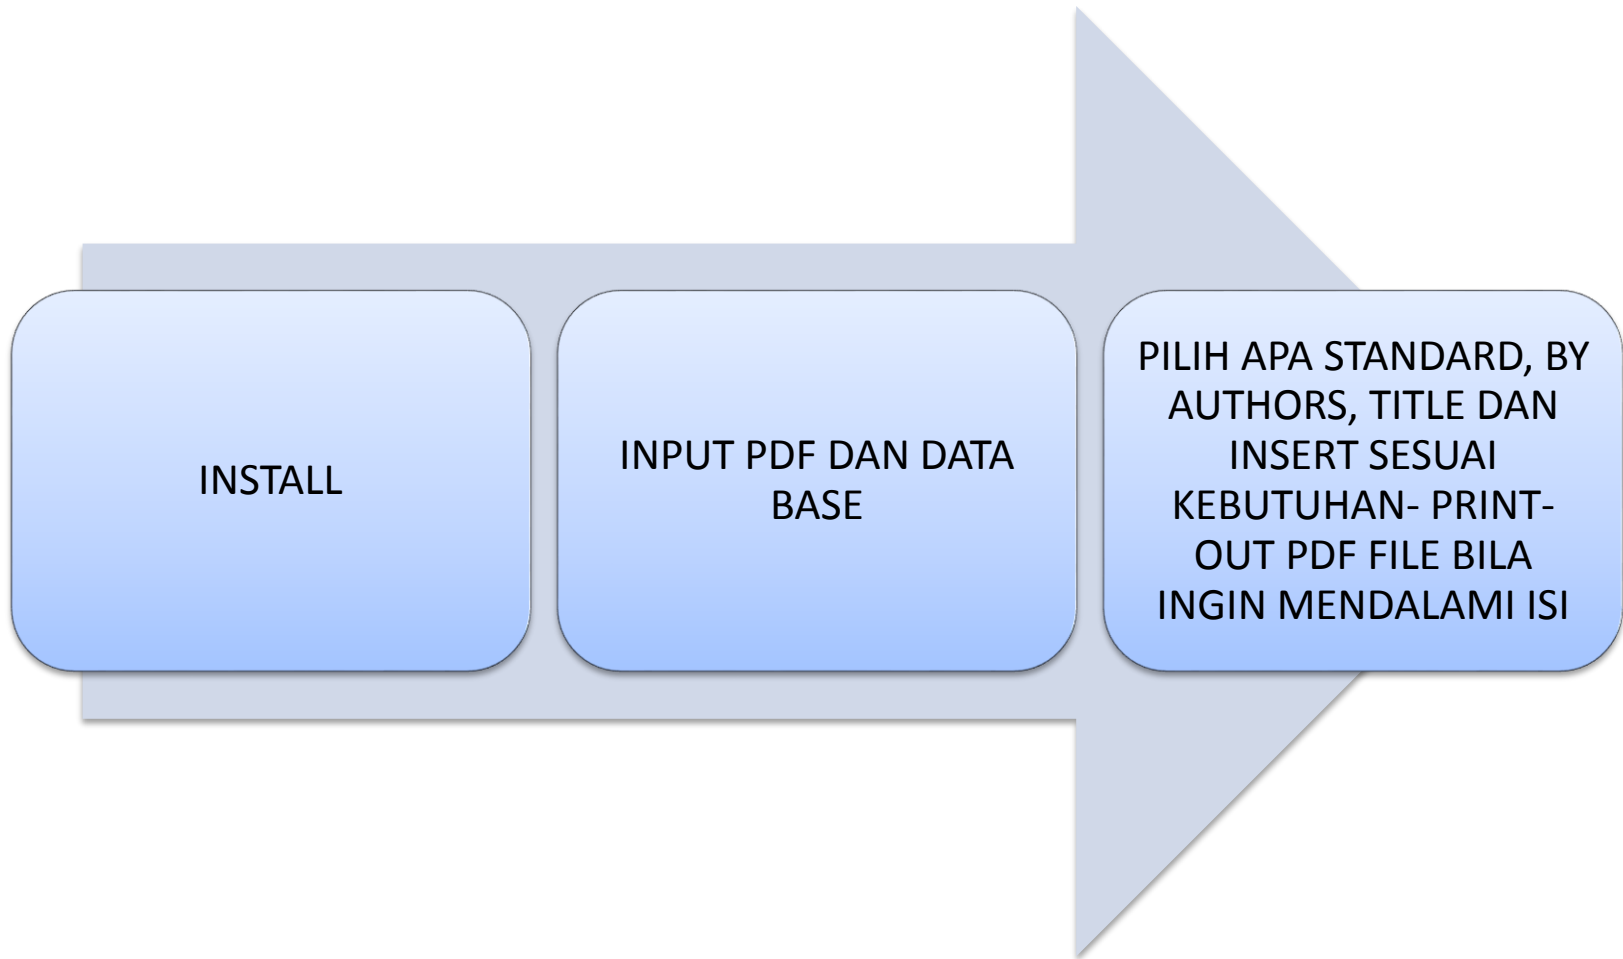 INSTALL
INPUT PDF DAN DATA
BASE
PILIH APA STANDARD, BY
AUTHORS, TITLE DAN
INSERT SESUAI
KEBUTUHAN- PRINT-
OUT PDF FILE BILA
INGIN MENDALAMI ISI